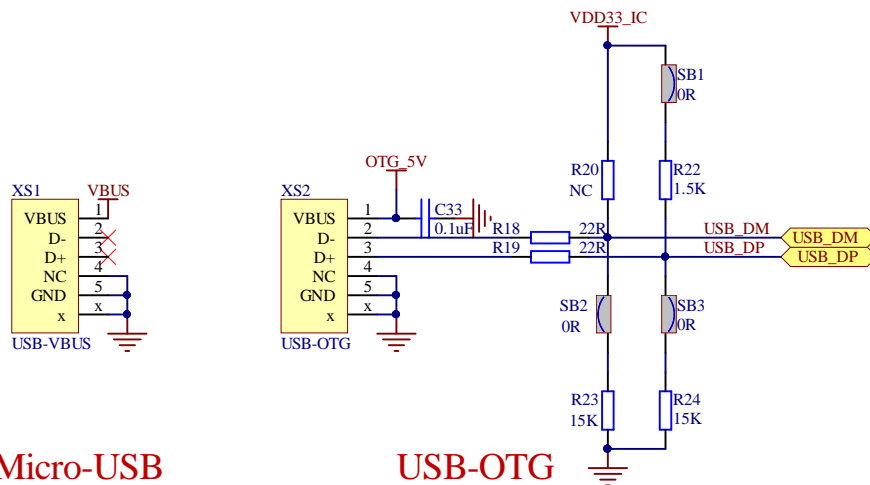 VDD33_IC
SB1
0R
OTG_5V
R20
NC
R22
1.5K
XS1
VBUS
XS2
VBUS
1
D-
2
D+
3
NC
4
GND
5
x
x
USB-VBUS
VBUS
1
D-
2
D+
3
NC
4
GND
5
x
x
USB-OTG
C33
0.1uF
R18
22R
R19
22R
USB_DM
USB_DP
USB_DM
USB_DP
SB2
0R
SB3
0R
R23
15K
R24
15K
Micro-USB
USB-OTG